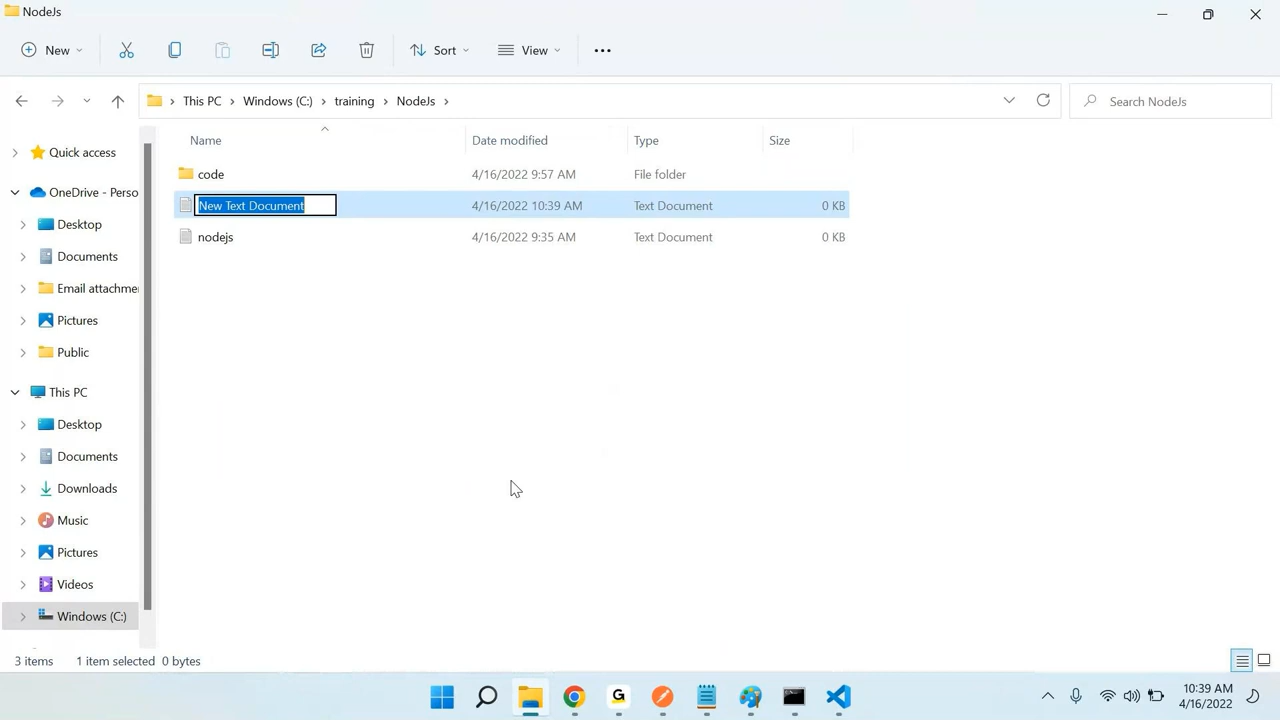 NodeJs
New
Sort
View
This PC
Windows (C:)
training
NodeJs
Search NodeJs
Name
Date modified
Type
Size
Quick access
OneDrive - Perso
Desktop
Documents
Email attachme
Pictures
Public
This PC
Desktop
Documents
Downloads
Music
Pictures
Videos
Windows (C:)
code
4/16/2022 9:57 AM
File folder
New Text Document
4/16/2022 10:39 AM
Text Document
0 KB
nodejs
4/16/2022 9:35 AM
Text Document
0 KB
3 items
1 item selected
0 bytes
G
10:39 AM
4/16/2022